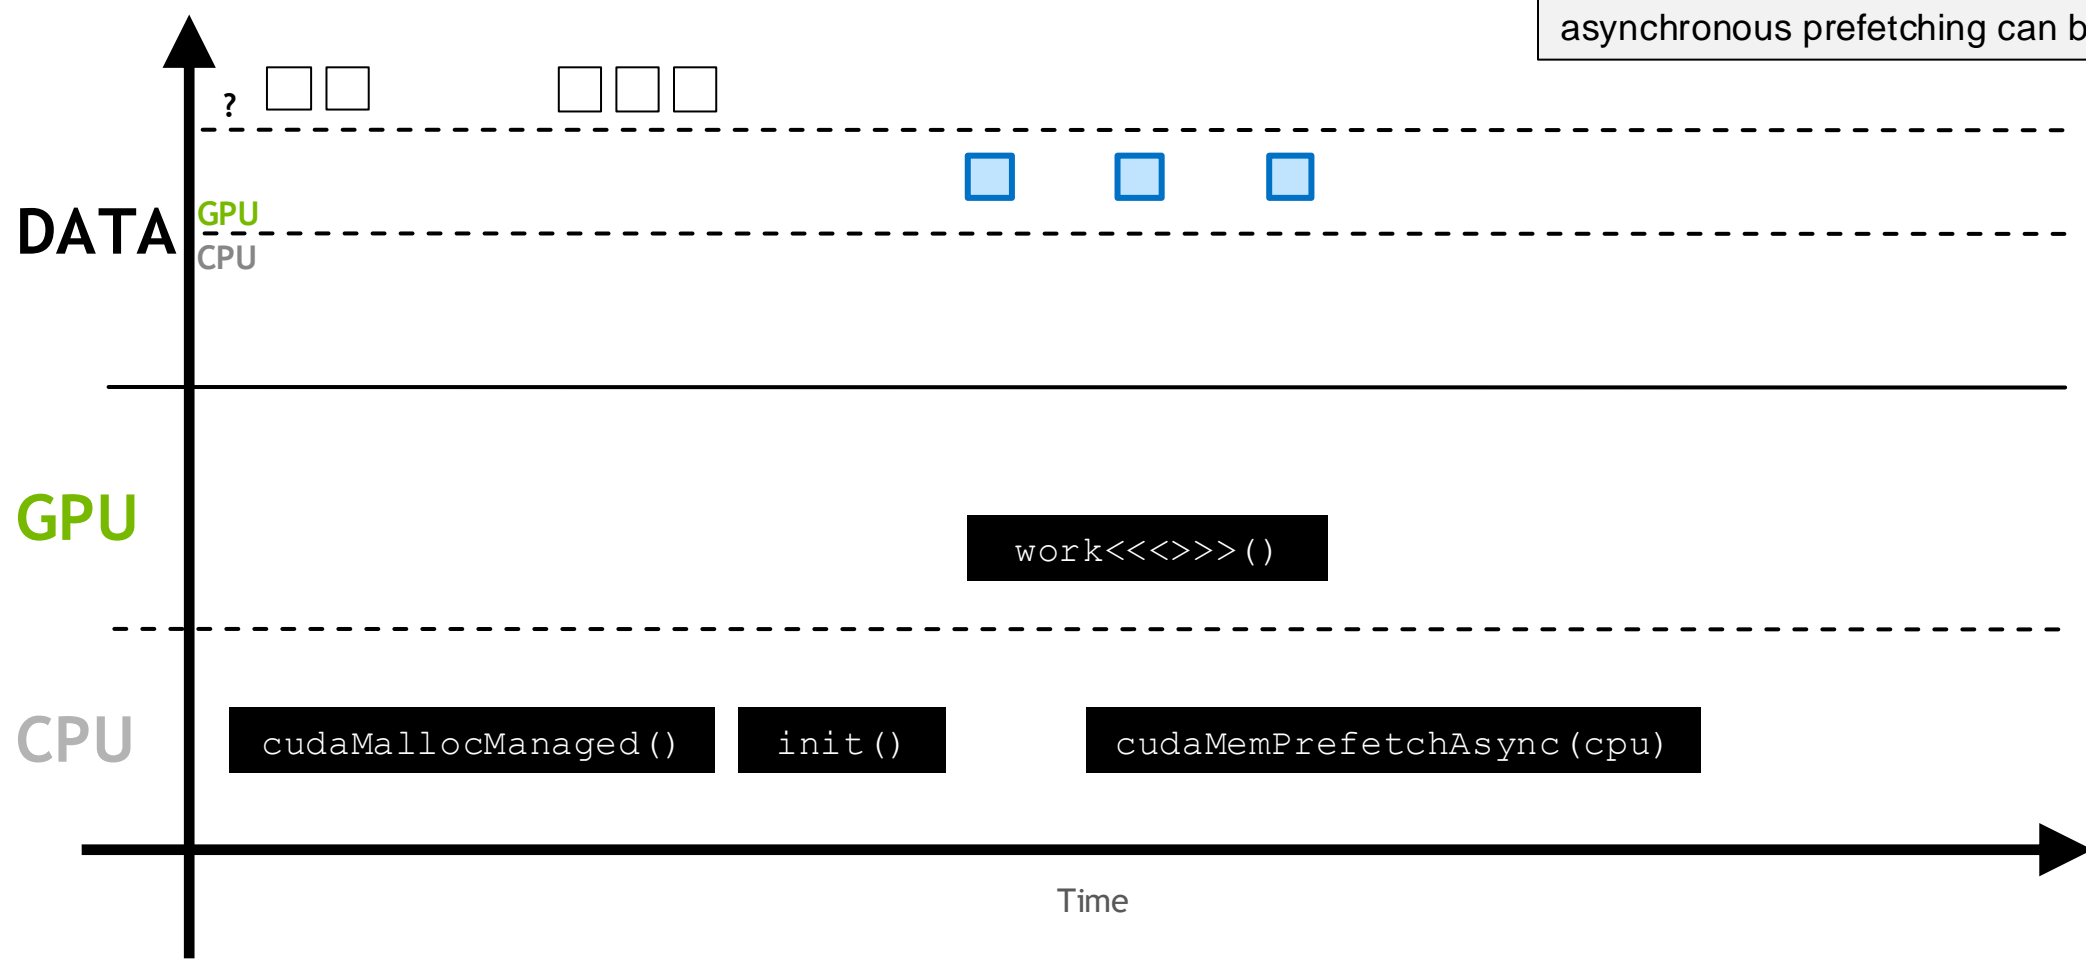 asynchronous prefetching can b
?
DATA
GPU
CPU
GPU
work<<<>>>()
CPU
cudaMallocManaged()
init()
cudaMemPrefetchAsync(cpu)
Time